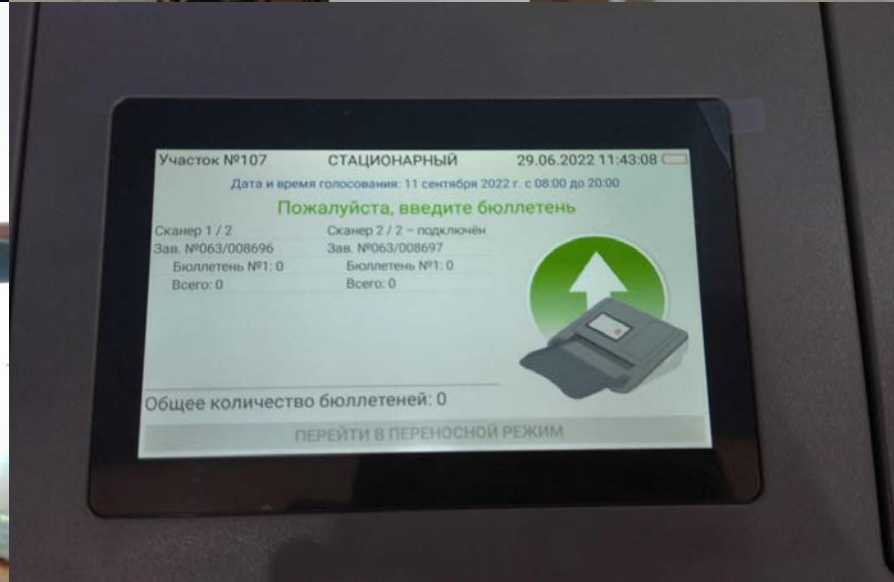 Участок №107 СТАЦИОНАРНЫЙ 29.06.2022 11:43:08
Дата и время голосования: 11 сентября 2022 г. с 08:00 до 20:00
Пожалуйста, введите бюллетень
Сканер 1 / 2 Сканер 2 / 2 – подключён
Зав. №063/008696 Зав. №063/008697
Бюллетень №1: 0 Бюллетень №1: 0
Всего: 0 Всего: 0
Общее количество бюллетеней: 0
ПЕРЕЙТИ В ПЕРЕНОСНОЙ РЕЖИМ